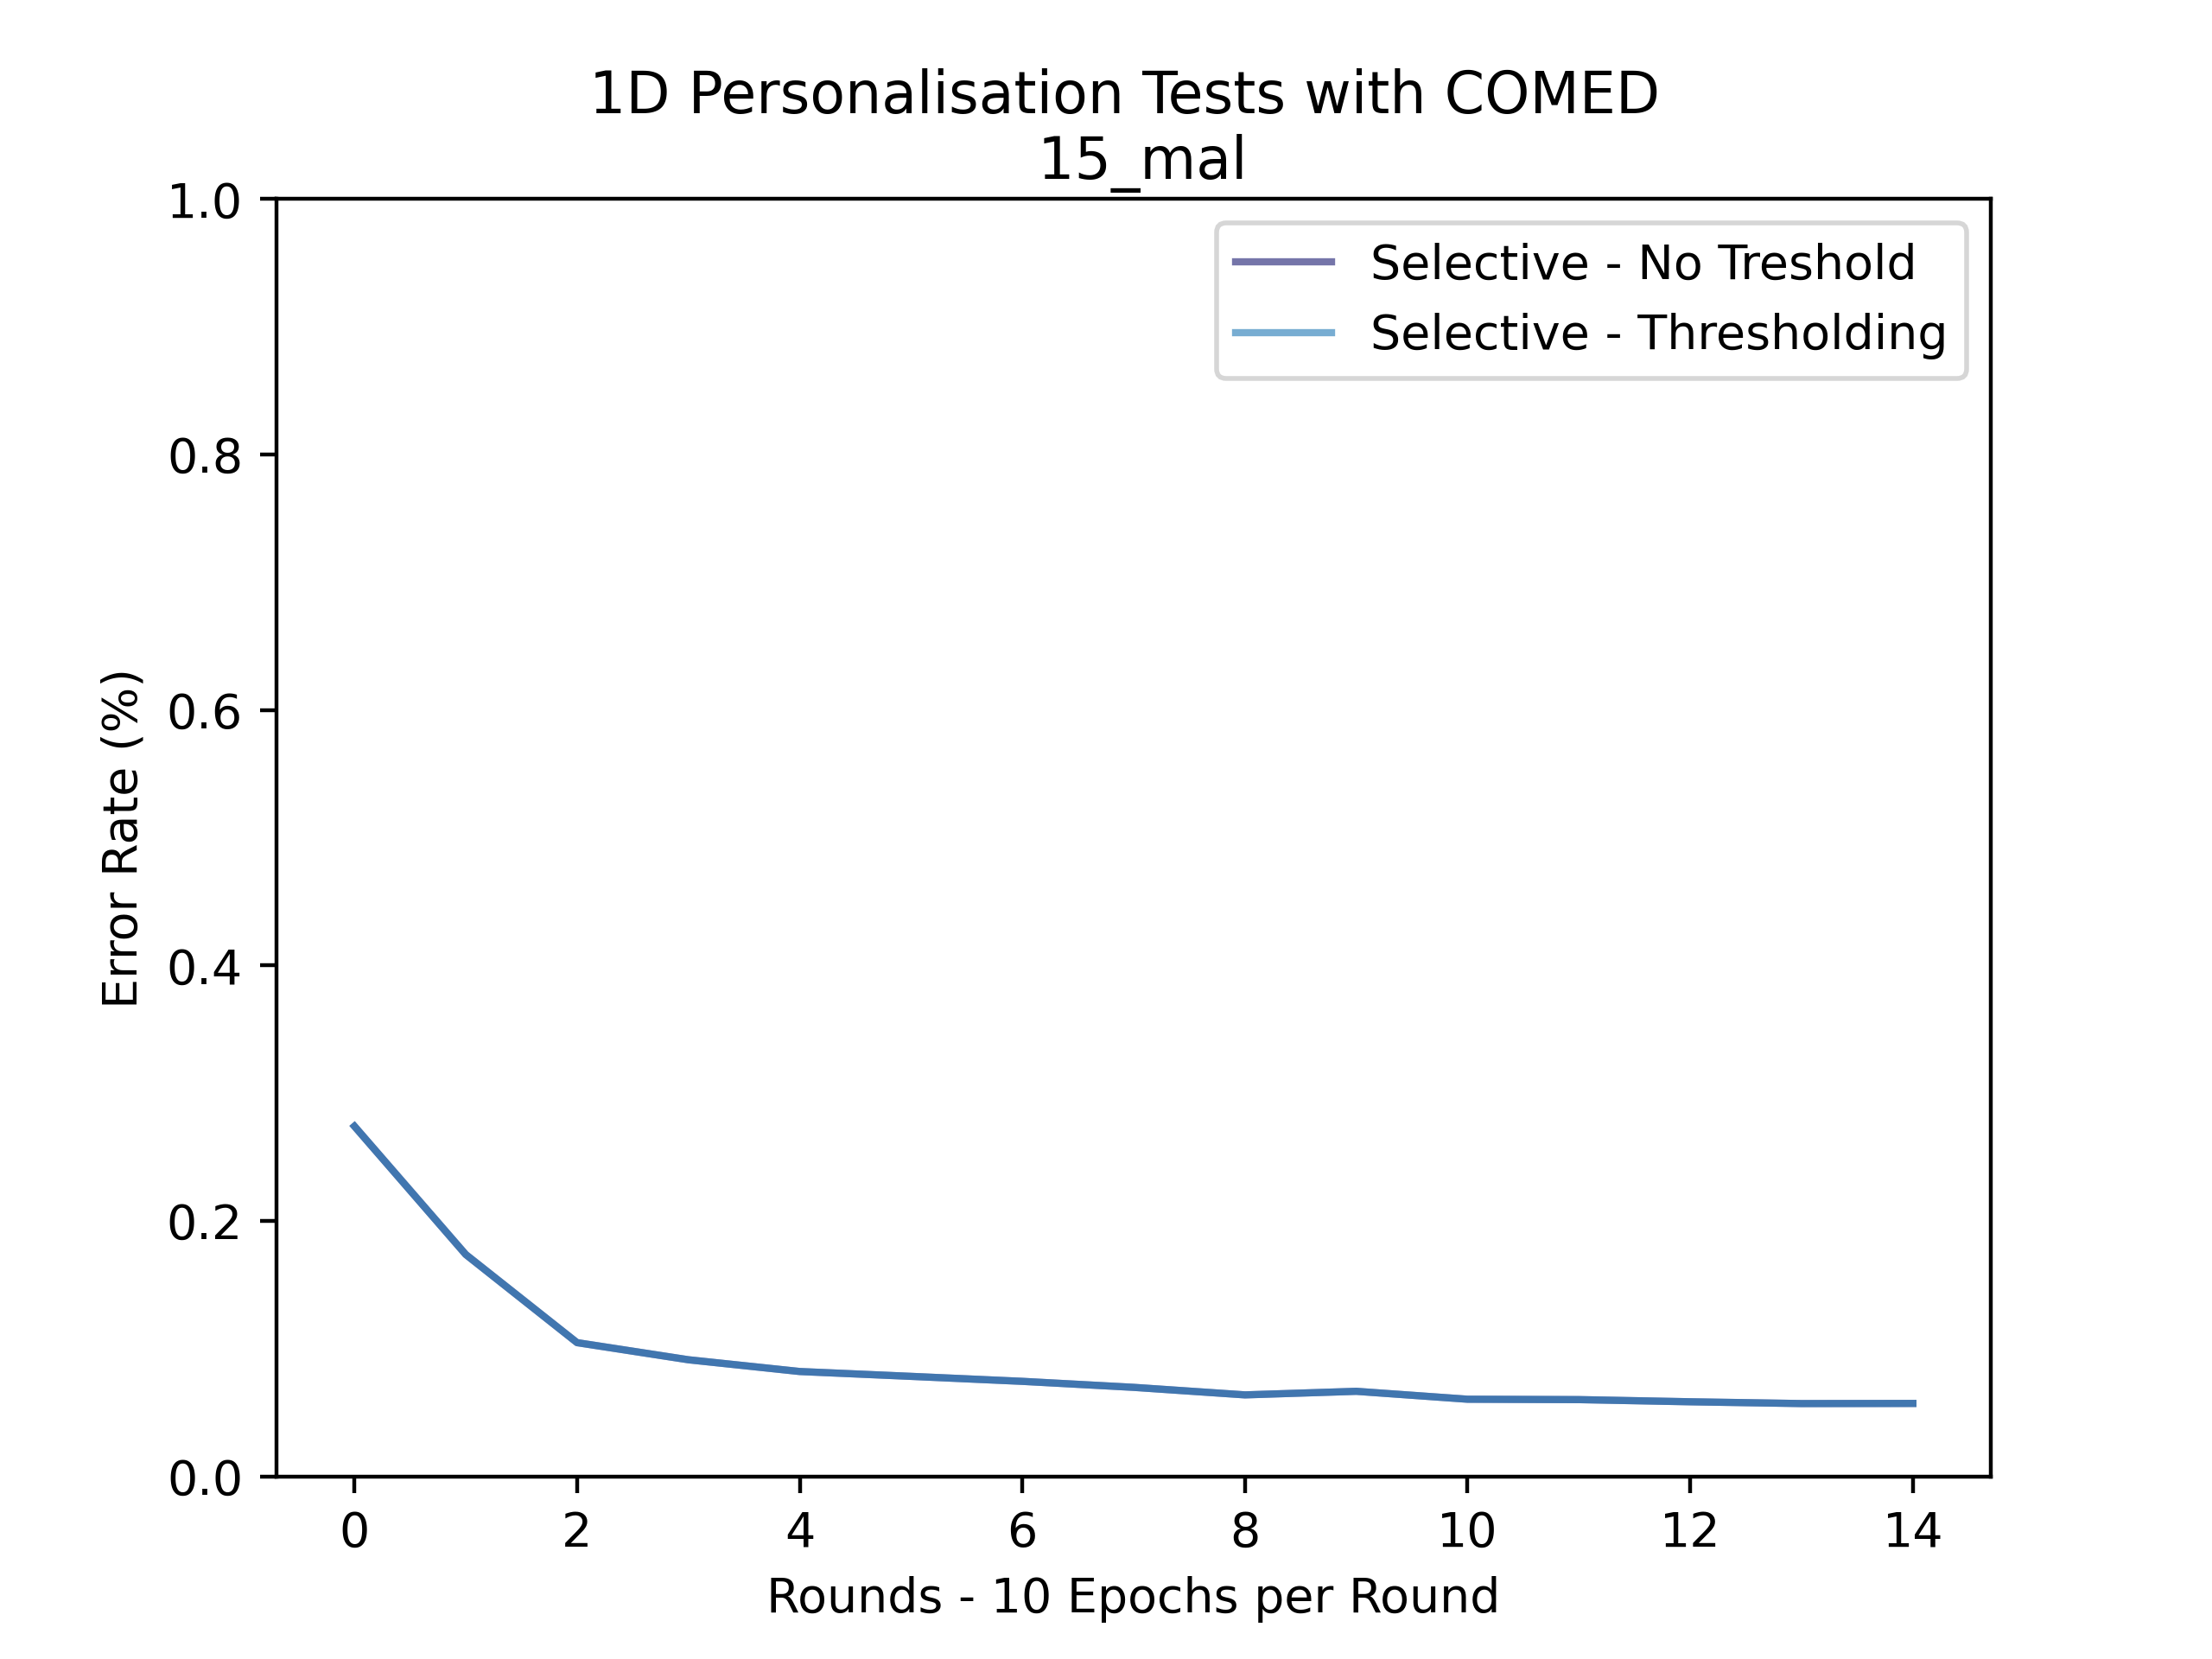 1D Personalisation Tests with COMED
15_mal
Selective - No Treshold
Selective - Thresholding
Error Rate (%)
1.0
0.8
0.6
0.4
0.2
0.0
0 2 4 6 8 10 12 14
Rounds - 10 Epochs per Round